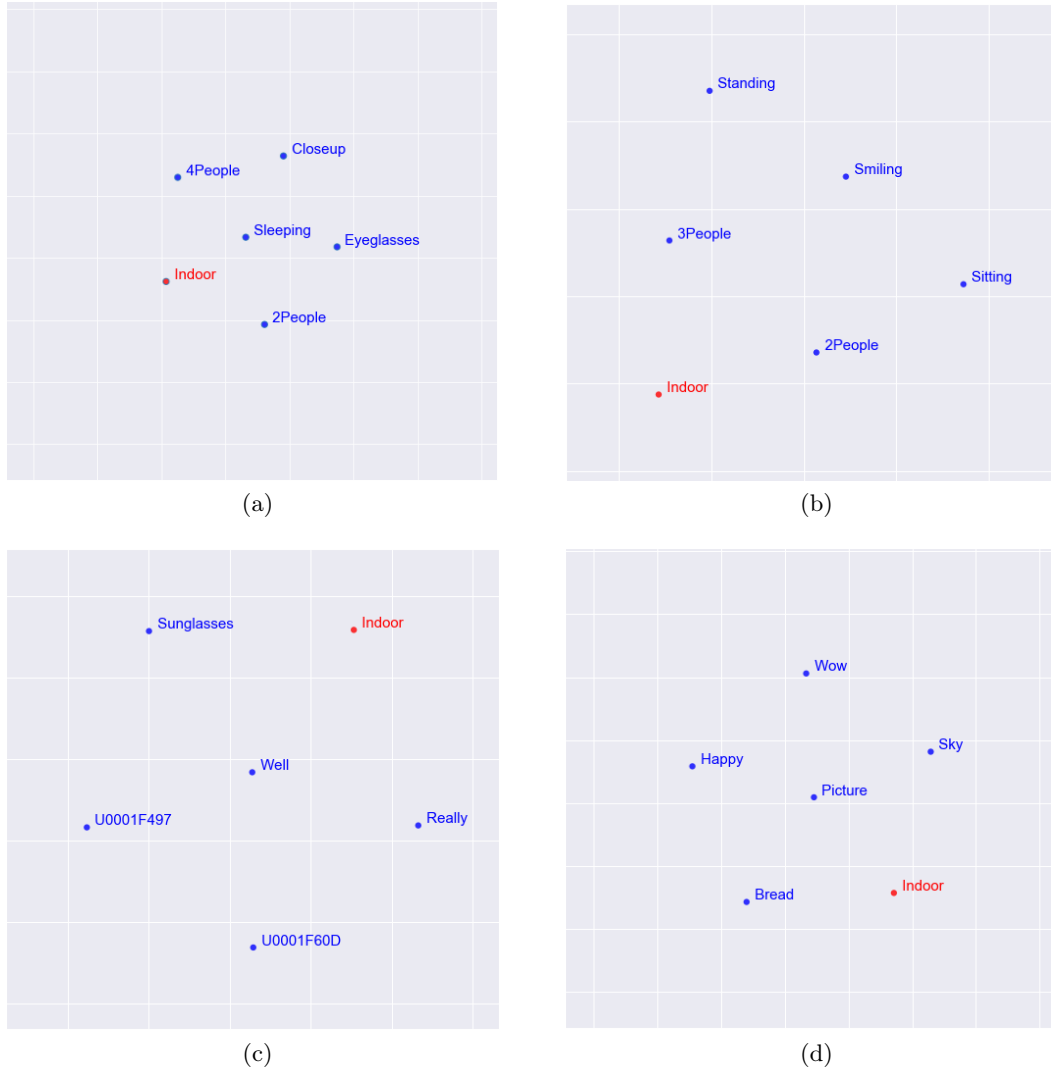 Closeup
4People
Sleeping
Eyeglasses
Indoor
2People
(a)
Standing
Smiling
3People
Sitting
2People
Indoor
(b)
Sunglasses
Indoor
Well
U0001F497
Really
U0001F60D
(c)
Wow
Sky
Happy
Picture
Bread
Indoor
(d)